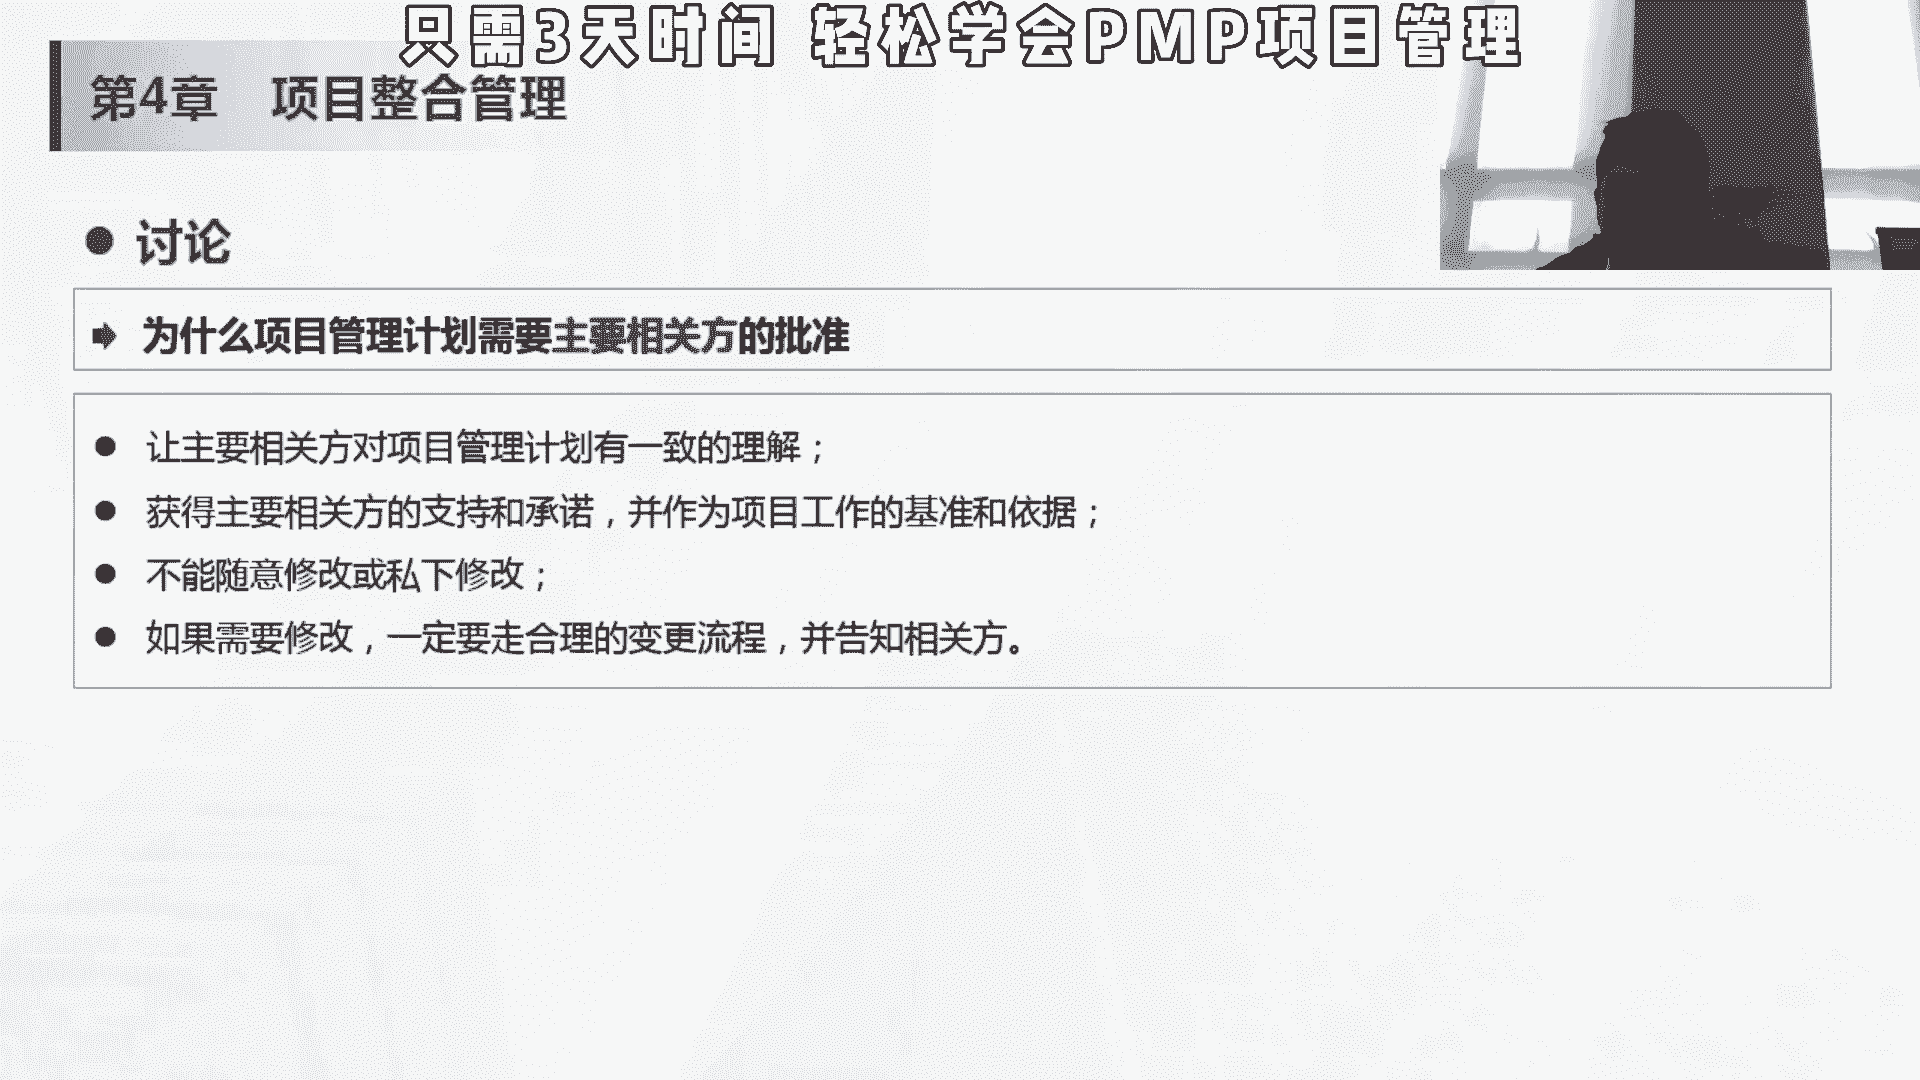 只需3天时间 轻松学会PMP项目管理
第4章 项目整合管理
讨论
为什么项目管理计划需要主要相关方的批准
让主要相关方对项目管理计划有一致的理解；
获得主要相关方的支持和承诺，并作为项目工作的基准和依据；
不能随意修改或私下修改；
如果需要修改，一定要走合理的变更流程，并告知相关方。